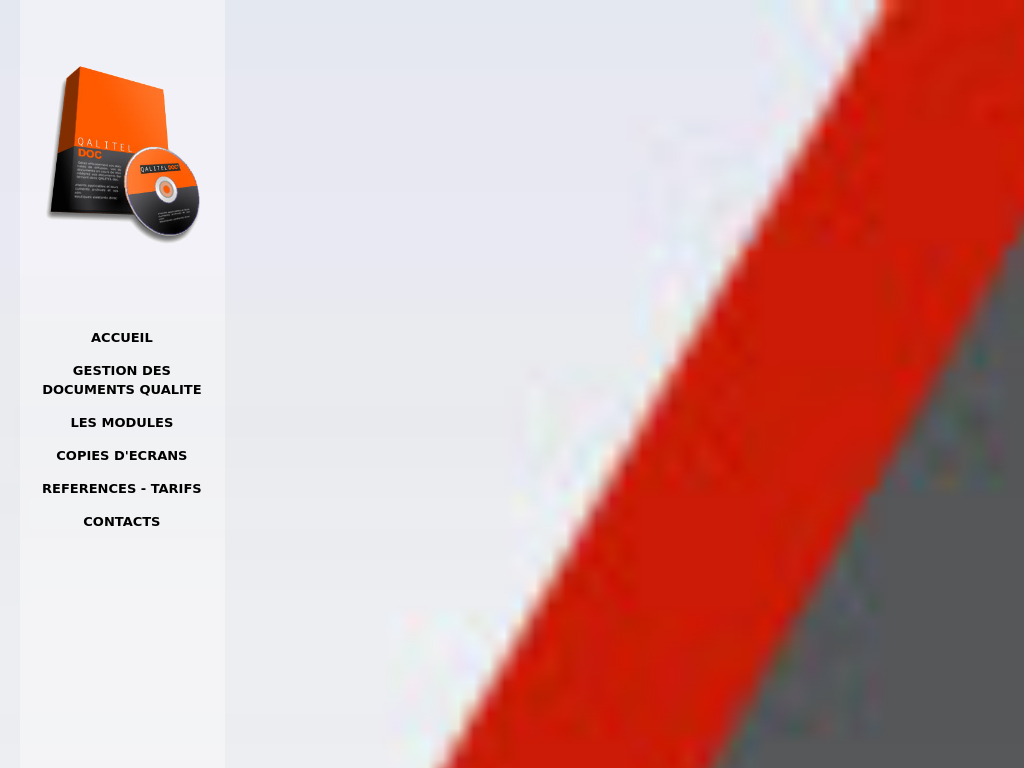 QALITEL
DOC
QALITEL DOC
ACCUEIL
GESTION DES
DOCUMENTS QUALITE
LES MODULES
COPIES D'ECRANS
REFERENCES - TARIFS
CONTACTS